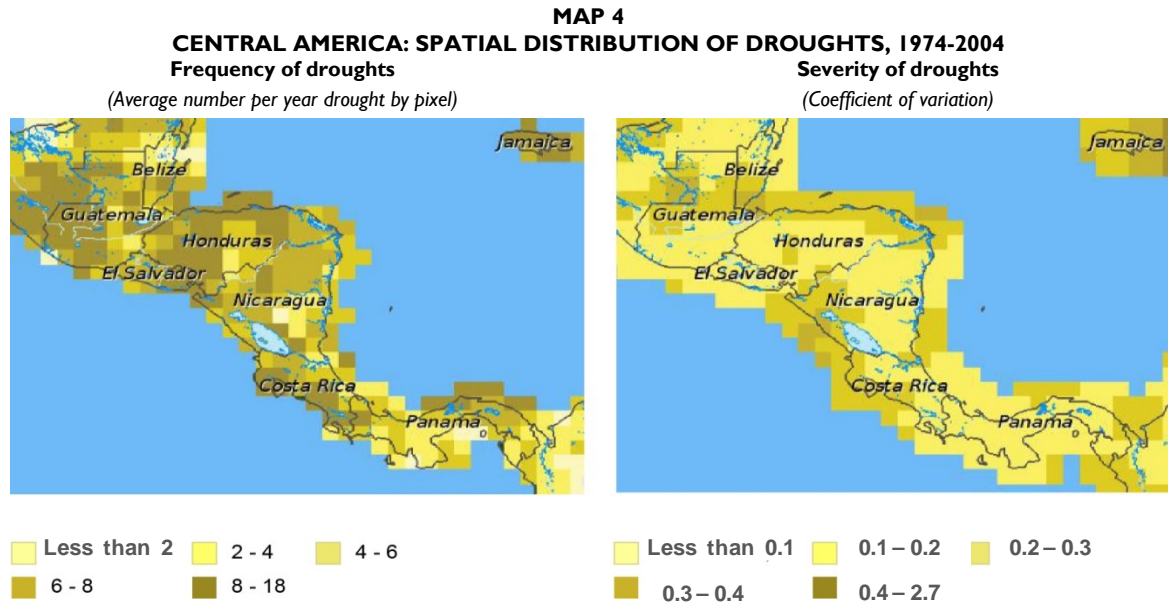 MAP 4
CENTRAL AMERICA: SPATIAL DISTRIBUTION OF DROUGHTS, 1974-2004
Frequency of droughts
(Average number per year drought by pixel)
Jamaica
Belize
Guatemala
Honduras
El Salvador
Nicaragua
Costa Rica
Panama
Less than 2
2 - 4
4 - 6
6 - 8
8 - 18
Severity of droughts
(Coefficient of variation)
Jamaica
Belize
Guatemala
Honduras
El Salvador
Nicaragua
Costa Rica
Panama
Less than 0.1
0.1 – 0.2
0.2 – 0.3
0.3 – 0.4
0.4 – 2.7